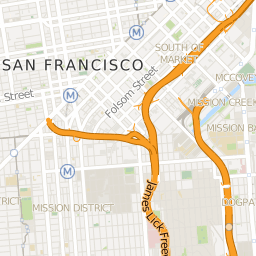 SOUTH OF
MARKET
SAN FRANCISCO
Folsom Street
Street
MISSION CREEK
MISSION BA
MISSION DISTRICT
DOGPAT
James Lick Free
MCCOVE
M
M
M
M